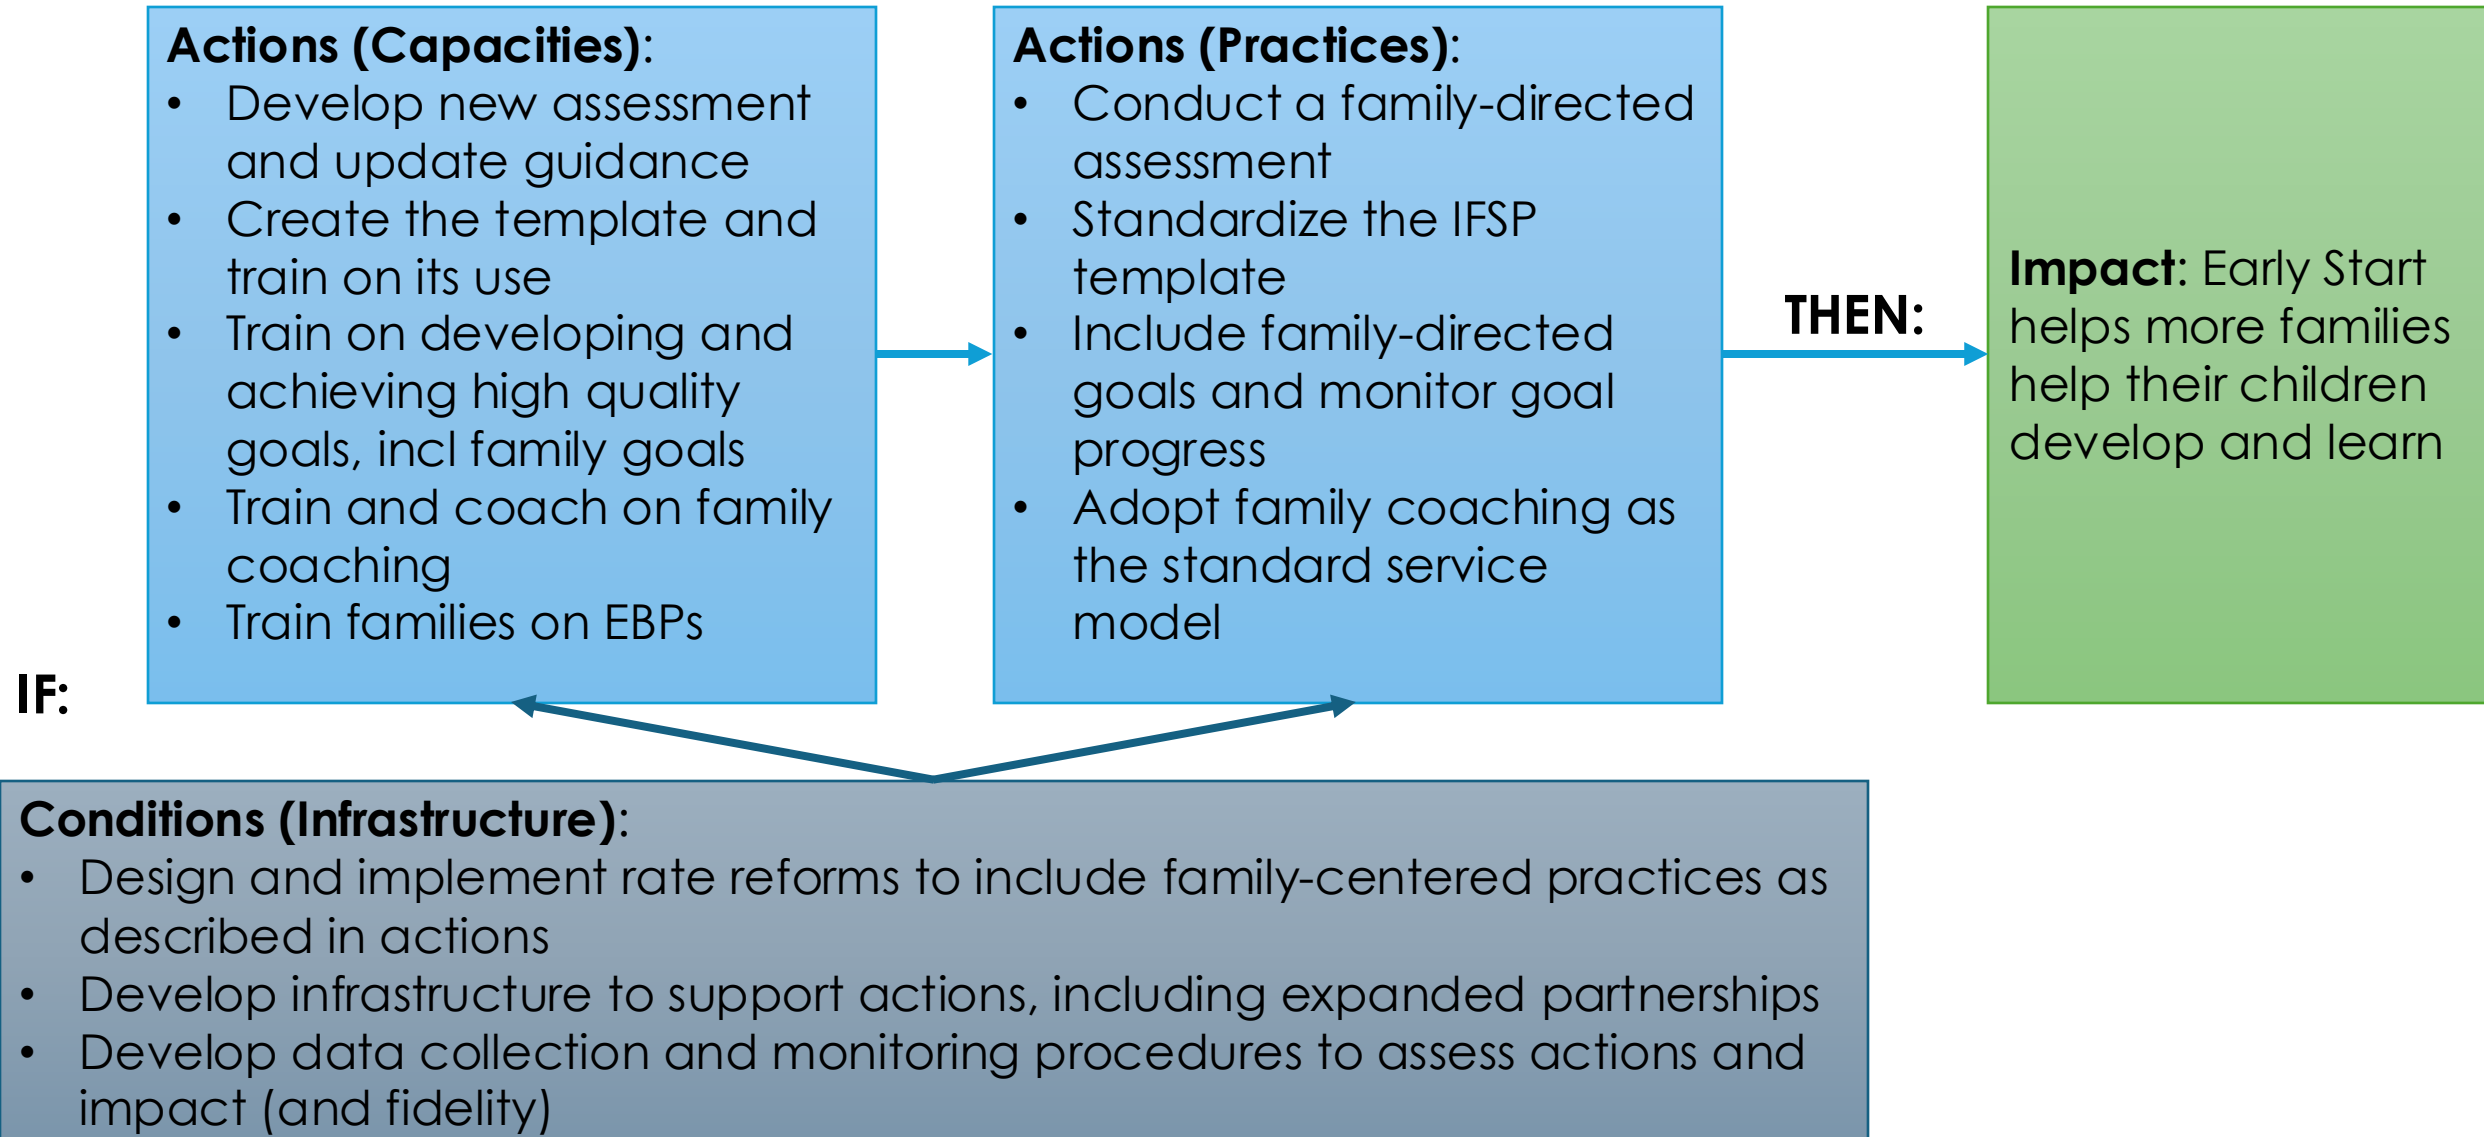 Actions (Capacities):
• Develop new assessment
and update guidance
• Create the template and
train on its use
• Train on developing and
achieving high quality
goals, incl family goals
• Train and coach on family
coaching
• Train families on EBPs
Actions (Practices):
• Conduct a family-directed
assessment
• Standardize the IFSP
template
• Include family-directed
goals and monitor goal
progress
• Adopt family coaching as
the standard service
model
THEN:
Impact: Early Start
helps more families
help their children
develop and learn
IF:
Conditions (Infrastructure):
• Design and implement rate reforms to include family-centered practices as
described in actions
• Develop infrastructure to support actions, including expanded partnerships
• Develop data collection and monitoring procedures to assess actions and
impact (and fidelity)